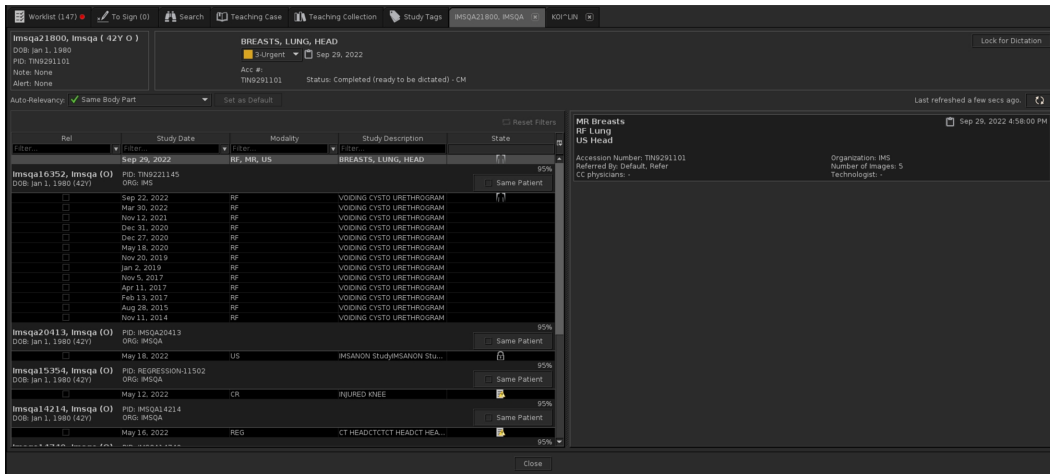 Worklist (147)
To Sign (0)
Search
Teaching Case
Teaching Collection
Study Tags
IMSQA21800, IMSQA
KOI^LIN
Imsqa21800, Imsqa ( 42Y O )
DOB: Jan 1, 1980
PID: TIN9291101
Note: None
Alert: None
BREASTS, LUNG, HEAD
3-Urgent
Sep 29, 2022
Acc #:
TIN9291101 Status: Completed (ready to be dictated) - CM
Lock for Dictation
Auto-Relevancy: Same Body Part
Set as Default
Last refreshed a few secs ago.
Reset Filters
Rel Study Date Modality Study Description State
Filter... Filter... Filter... Filter...
Sep 29, 2022 RF, MR, US BREASTS, LUNG, HEAD
95%
Imsqa16352, Imsqa (O) PID: TIN9221145
DOB: Jan 1, 1980 (42Y) ORG: IMS
Same Patient
Sep 22, 2022 RF VOIDING CYSTO URETHROGRAM
Mar 30, 2022 RF VOIDING CYSTO URETHROGRAM
Nov 12, 2021 RF VOIDING CYSTO URETHROGRAM
Dec 31, 2020 RF VOIDING CYSTO URETHROGRAM
Dec 27, 2020 RF VOIDING CYSTO URETHROGRAM
May 18, 2020 RF VOIDING CYSTO URETHROGRAM
Nov 20, 2019 RF VOIDING CYSTO URETHROGRAM
Jan 2, 2019 RF VOIDING CYSTO URETHROGRAM
Nov 5, 2017 RF VOIDING CYSTO URETHROGRAM
Apr 11, 2017 RF VOIDING CYSTO URETHROGRAM
Feb 13, 2017 RF VOIDING CYSTO URETHROGRAM
Aug 28, 2015 RF VOIDING CYSTO URETHROGRAM
Nov 11, 2014 RF VOIDING CYSTO URETHROGRAM
95%
Imsqa20413, Imsqa (O) PID: IMSQA20413
DOB: Jan 1, 1980 (42Y) ORG: IMSQA
Same Patient
May 18, 2022 US IMSANON StudyIMSANON Stu...
95%
Imsqa15354, Imsqa (O) PID: REGRESSION-11502
DOB: Jan 1, 1980 (42Y) ORG: IMSQA
Same Patient
May 12, 2022 CR INJURED KNEE
95%
Imsqa14214, Imsqa (O) PID: IMSQA14214
DOB: Jan 1, 1980 (42Y) ORG: IMSQA
Same Patient
May 16, 2022 REG CT HEADCTCTCT HEADCT HEA...
95%
MR Breasts
RF Lung
US Head
Sep 29, 2022 4:58:00 PM
Accession Number: TIN9291101
Referred By: Default, Refer
CC physicians: -
Organization: IMS
Number of Images: 5
Technologist: -
Close